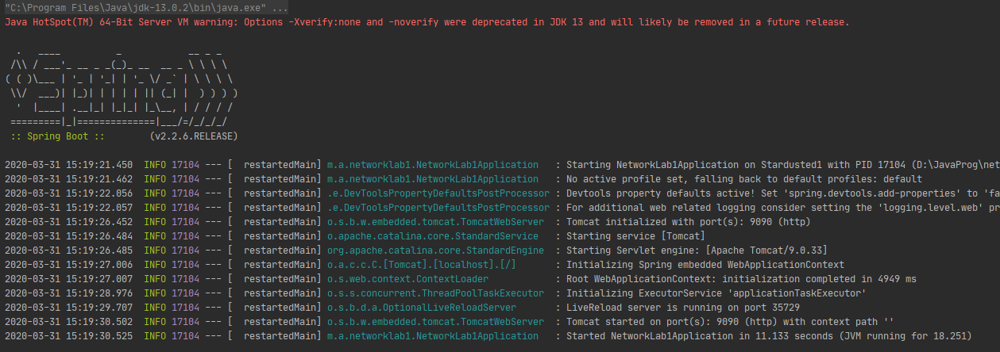 "C:\Program Files\Java\jdk-13.0.2\bin\java.exe" ...
Java HotSpot(TM) 64-Bit Server VM warning: Options -Xverify:none and -noverify were deprecated in JDK 13 and will likely be removed in a future release.

  .   ____          _            __ _ _
 /\\ / ___'_ __ _ _(_)_ __  __ _ \ \ \ \
( ( )\___ | '_ | '_| | '_ \/ _` | \ \ \ \
 \\/  ___)| |_)| | | | | || (_| |  ) ) ) )
  '  |____| .__|_| |_|_| |_\__, | / / / /
 =========|_|==============|___/=/_/_/_/
 :: Spring Boot ::        (v2.2.6.RELEASE)

2020-03-31 15:19:21.450  INFO 17104 --- [  restartedMain] m.a.networklab1.NetworkLab1Application   : Starting NetworkLab1Application on Stardusted1 with PID 17104 (D:\JavaProg\net
2020-03-31 15:19:21.462  INFO 17104 --- [  restartedMain] m.a.networklab1.NetworkLab1Application   : No active profile set, falling back to default profiles: default
2020-03-31 15:19:22.056  INFO 17104 --- [  restartedMain] .e.DevToolsPropertyDefaultsPostProcessor : Devtools property defaults active! Set 'spring.devtools.add-properties' to 'fa
2020-03-31 15:19:22.057  INFO 17104 --- [  restartedMain] .e.DevToolsPropertyDefaultsPostProcessor : For additional web related logging consider setting the 'logging.level.web' pr
2020-03-31 15:19:26.452  INFO 17104 --- [  restartedMain] o.s.b.w.embedded.tomcat.TomcatWebServer  : Tomcat initialized with port(s): 9090 (http)
2020-03-31 15:19:26.484  INFO 17104 --- [  restartedMain] o.apache.catalina.core.StandardService   : Starting service [Tomcat]
2020-03-31 15:19:26.485  INFO 17104 --- [  restartedMain] org.apache.catalina.core.StandardEngine  : Starting Servlet engine: [Apache Tomcat/9.0.33]
2020-03-31 15:19:27.006  INFO 17104 --- [  restartedMain] o.a.c.c.C.[Tomcat].[localhost].[/]       : Initializing Spring embedded WebApplicationContext
2020-03-31 15:19:27.007  INFO 17104 --- [  restartedMain] o.s.web.context.ContextLoader            : Root WebApplicationContext: initialization completed in 4949 ms
2020-03-31 15:19:28.976  INFO 17104 --- [  restartedMain] o.s.s.concurrent.ThreadPoolTaskExecutor  : Initializing ExecutorService 'applicationTaskExecutor'
2020-03-31 15:19:29.707  INFO 17104 --- [  restartedMain] o.s.b.d.a.OptionalLiveReloadServer       : LiveReload server is running on port 35729
2020-03-31 15:19:30.502  INFO 17104 --- [  restartedMain] o.s.b.w.embedded.tomcat.TomcatWebServer  : Tomcat started on port(s): 9090 (http) with context path ''
2020-03-31 15:19:30.525  INFO 17104 --- [  restartedMain] m.a.networklab1.NetworkLab1Application   : Started NetworkLab1Application in 11.133 seconds (JVM running for 18.251)